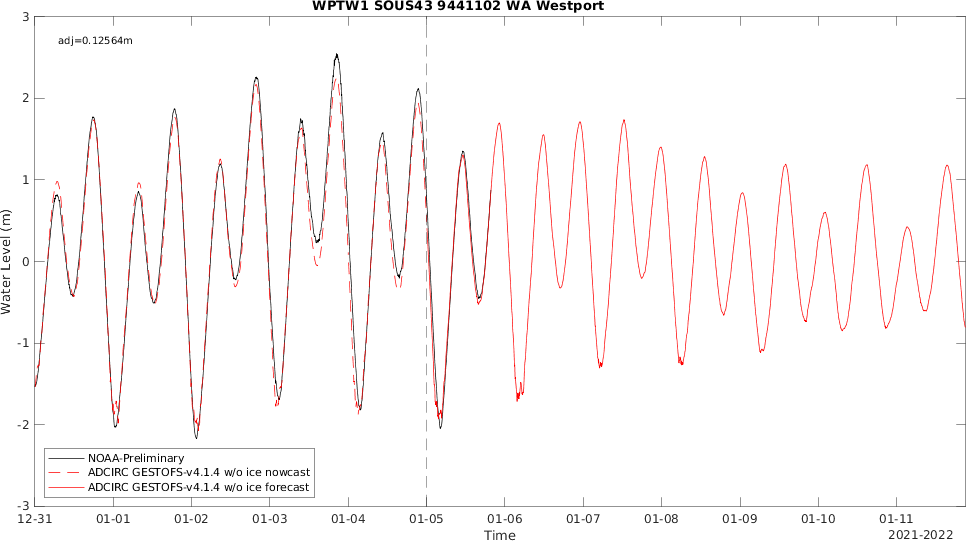 WPTW1 SOUS43 9441102 WA Westport
adj=0.12564m
3
2
1
0
-1
-2
-3
Water Level (m)
NOAA-Preliminary
ADCIRC GESTOFS-v4.1.4 w/o ice nowcast
ADCIRC GESTOFS-v4.1.4 w/o ice forecast
12-31 01-01 01-02 01-03 01-04 01-05 01-06 01-07 01-08 01-09 01-10 01-11
Time
2021-2022